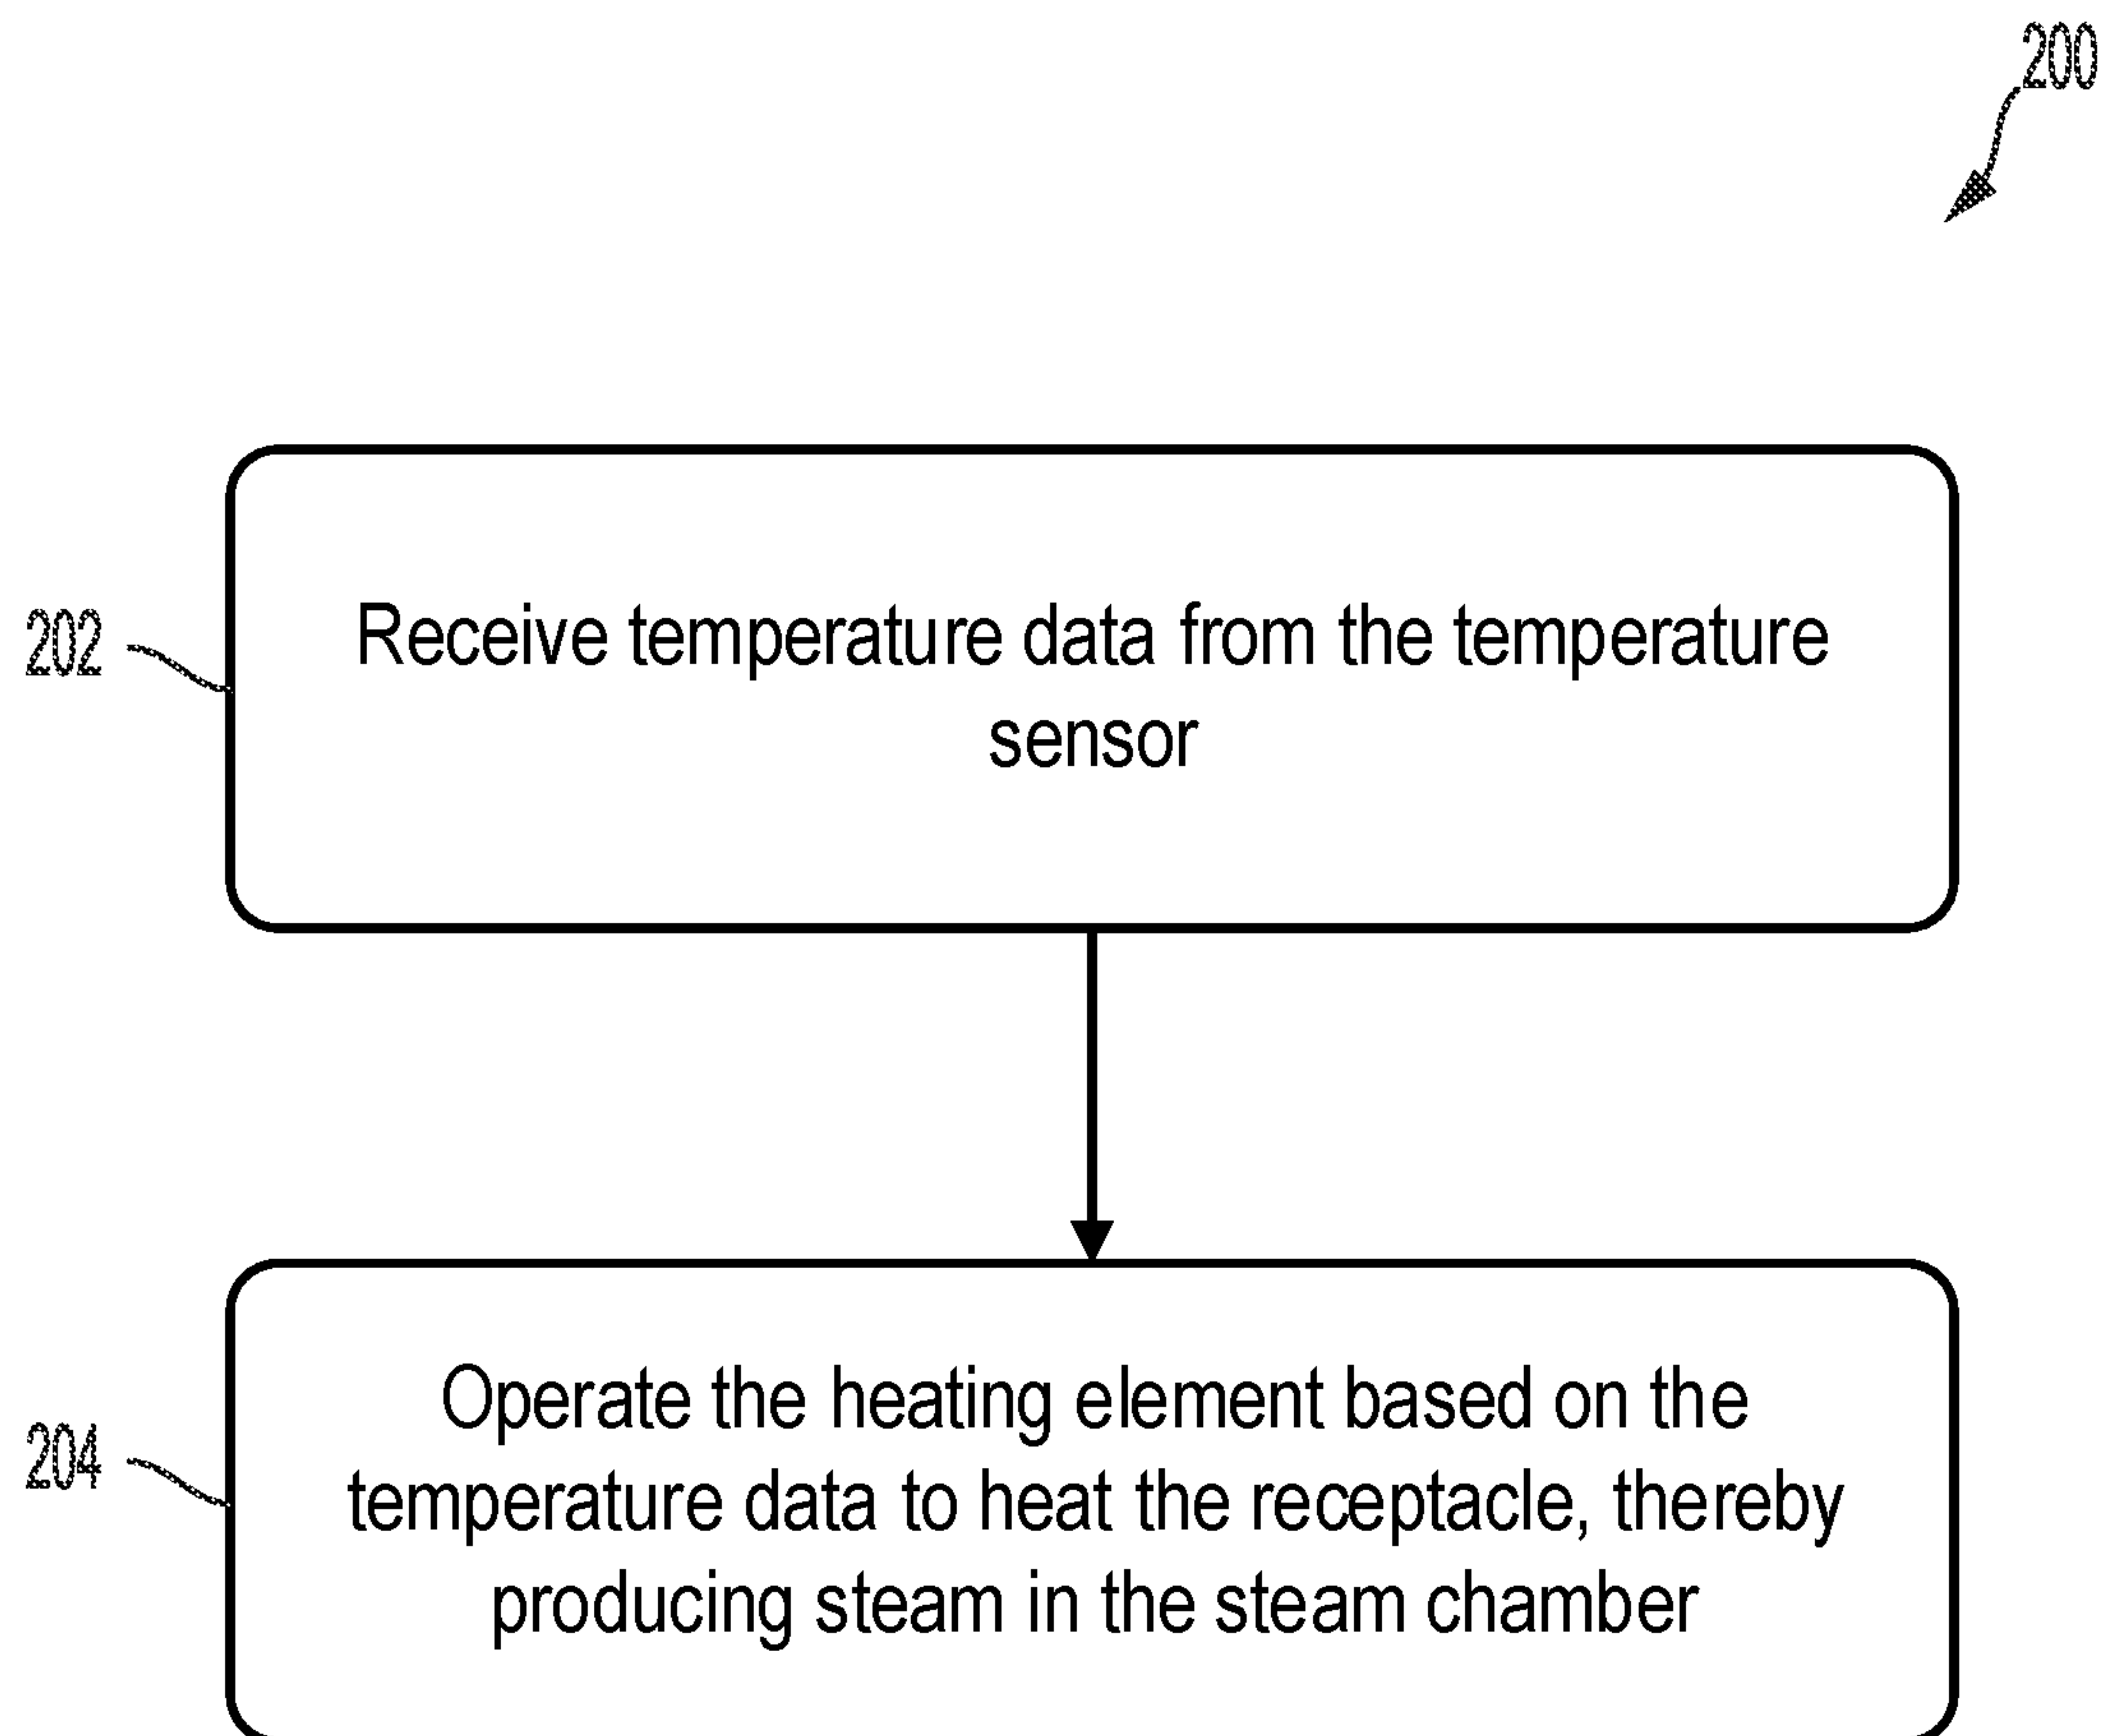 200
202
Receive temperature data from the temperature
sensor
204
Operate the heating element based on the
temperature data to heat the receptacle, thereby
producing steam in the steam chamber